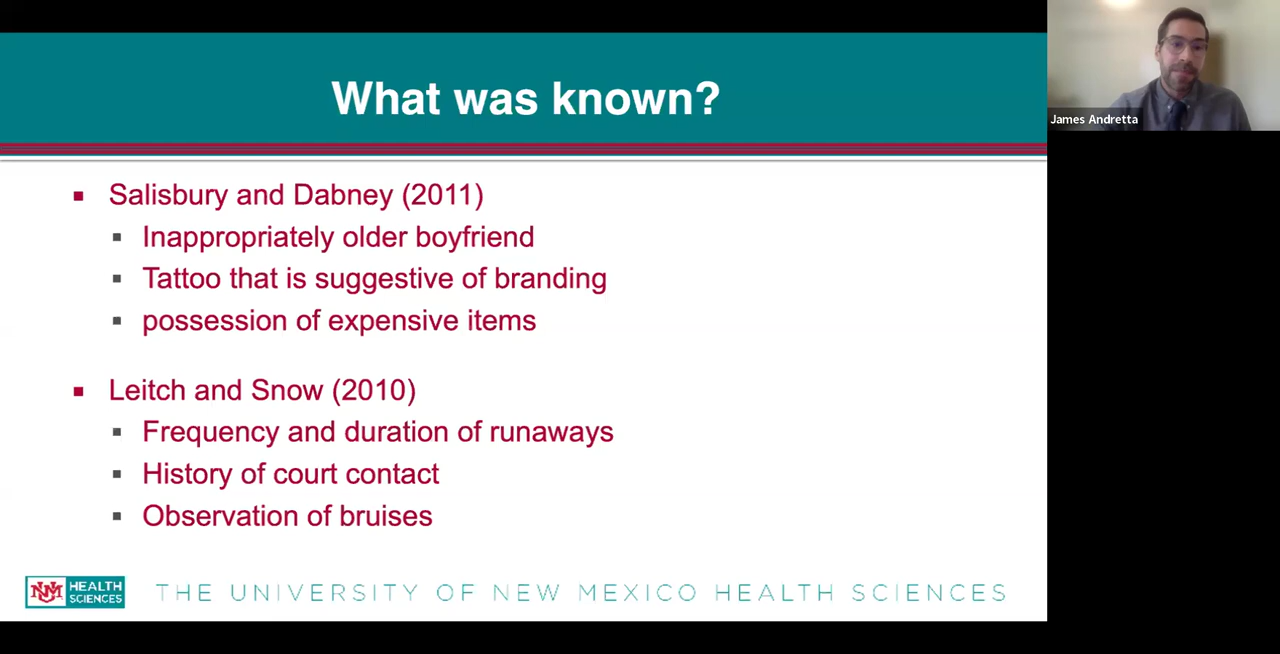 What was known?
James Andretta
▪ Salisbury and Dabney (2011)
▪ Inappropriately older boyfriend
▪ Tattoo that is suggestive of branding
▪ possession of expensive items
▪ Leitch and Snow (2010)
▪ Frequency and duration of runaways
▪ History of court contact
▪ Observation of bruises
UNM HEALTH SCIENCES
THE UNIVERSITY OF NEW MEXICO HEALTH SCIENCES